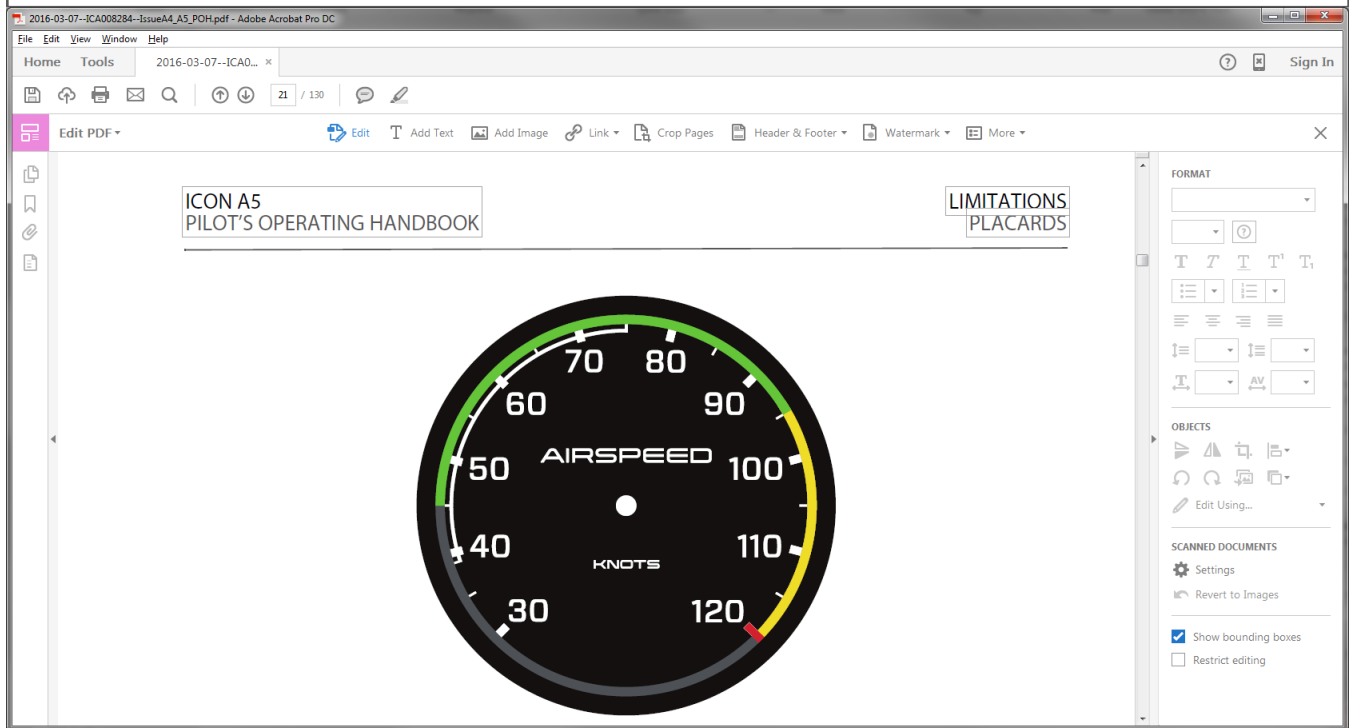 2016-03-07--ICA008284--IssueA4_A5_POH.pdf - Adobe Acrobat Pro DC
File Edit View Window Help
Home Tools 2016-03-07--ICA0... × Sign In
21 / 130
Edit PDF Edit Add Text Add Image Link Crop Pages Header & Footer Watermark More
ICON A5
PILOT'S OPERATING HANDBOOK
LIMITATIONS
PLACARDS
70 80
60 90
50 AIRSPEED 100
40 KNOTS 110
30 120
FORMAT
OBJECTS
Edit Using...
SCANNED DOCUMENTS
Settings
Revert to Images
Show bounding boxes
Restrict editing